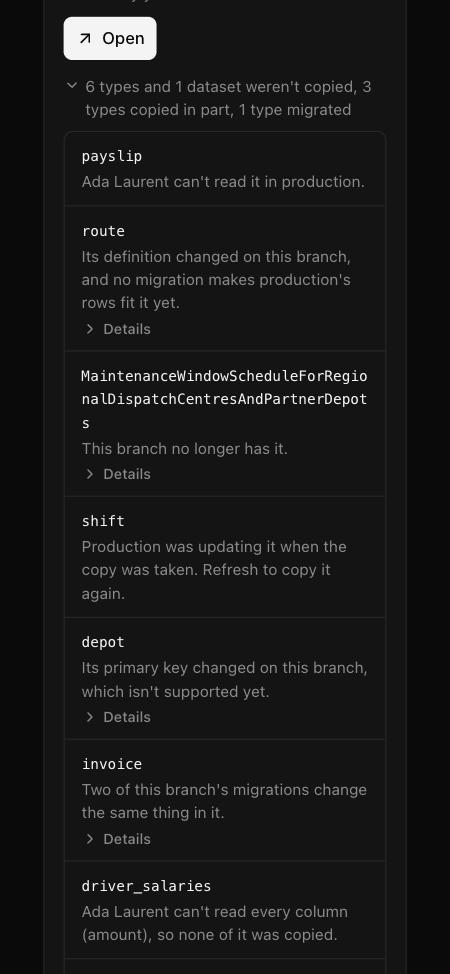 Open
6 types and 1 dataset weren't copied, 3
types copied in part, 1 type migrated
payslip
Ada Laurent can't read it in production.
route
Its definition changed on this branch,
and no migration makes production's
rows fit it yet.
Details
MaintenanceWindowScheduleForRegio
nalDispatchCentresAndPartnerDepot
s
This branch no longer has it.
Details
shift
Production was updating it when the
copy was taken. Refresh to copy it
again.
depot
Its primary key changed on this branch,
which isn't supported yet.
Details
invoice
Two of this branch's migrations change
the same thing in it.
Details
driver_salaries
Ada Laurent can't read every column
(amount), so none of it was copied.